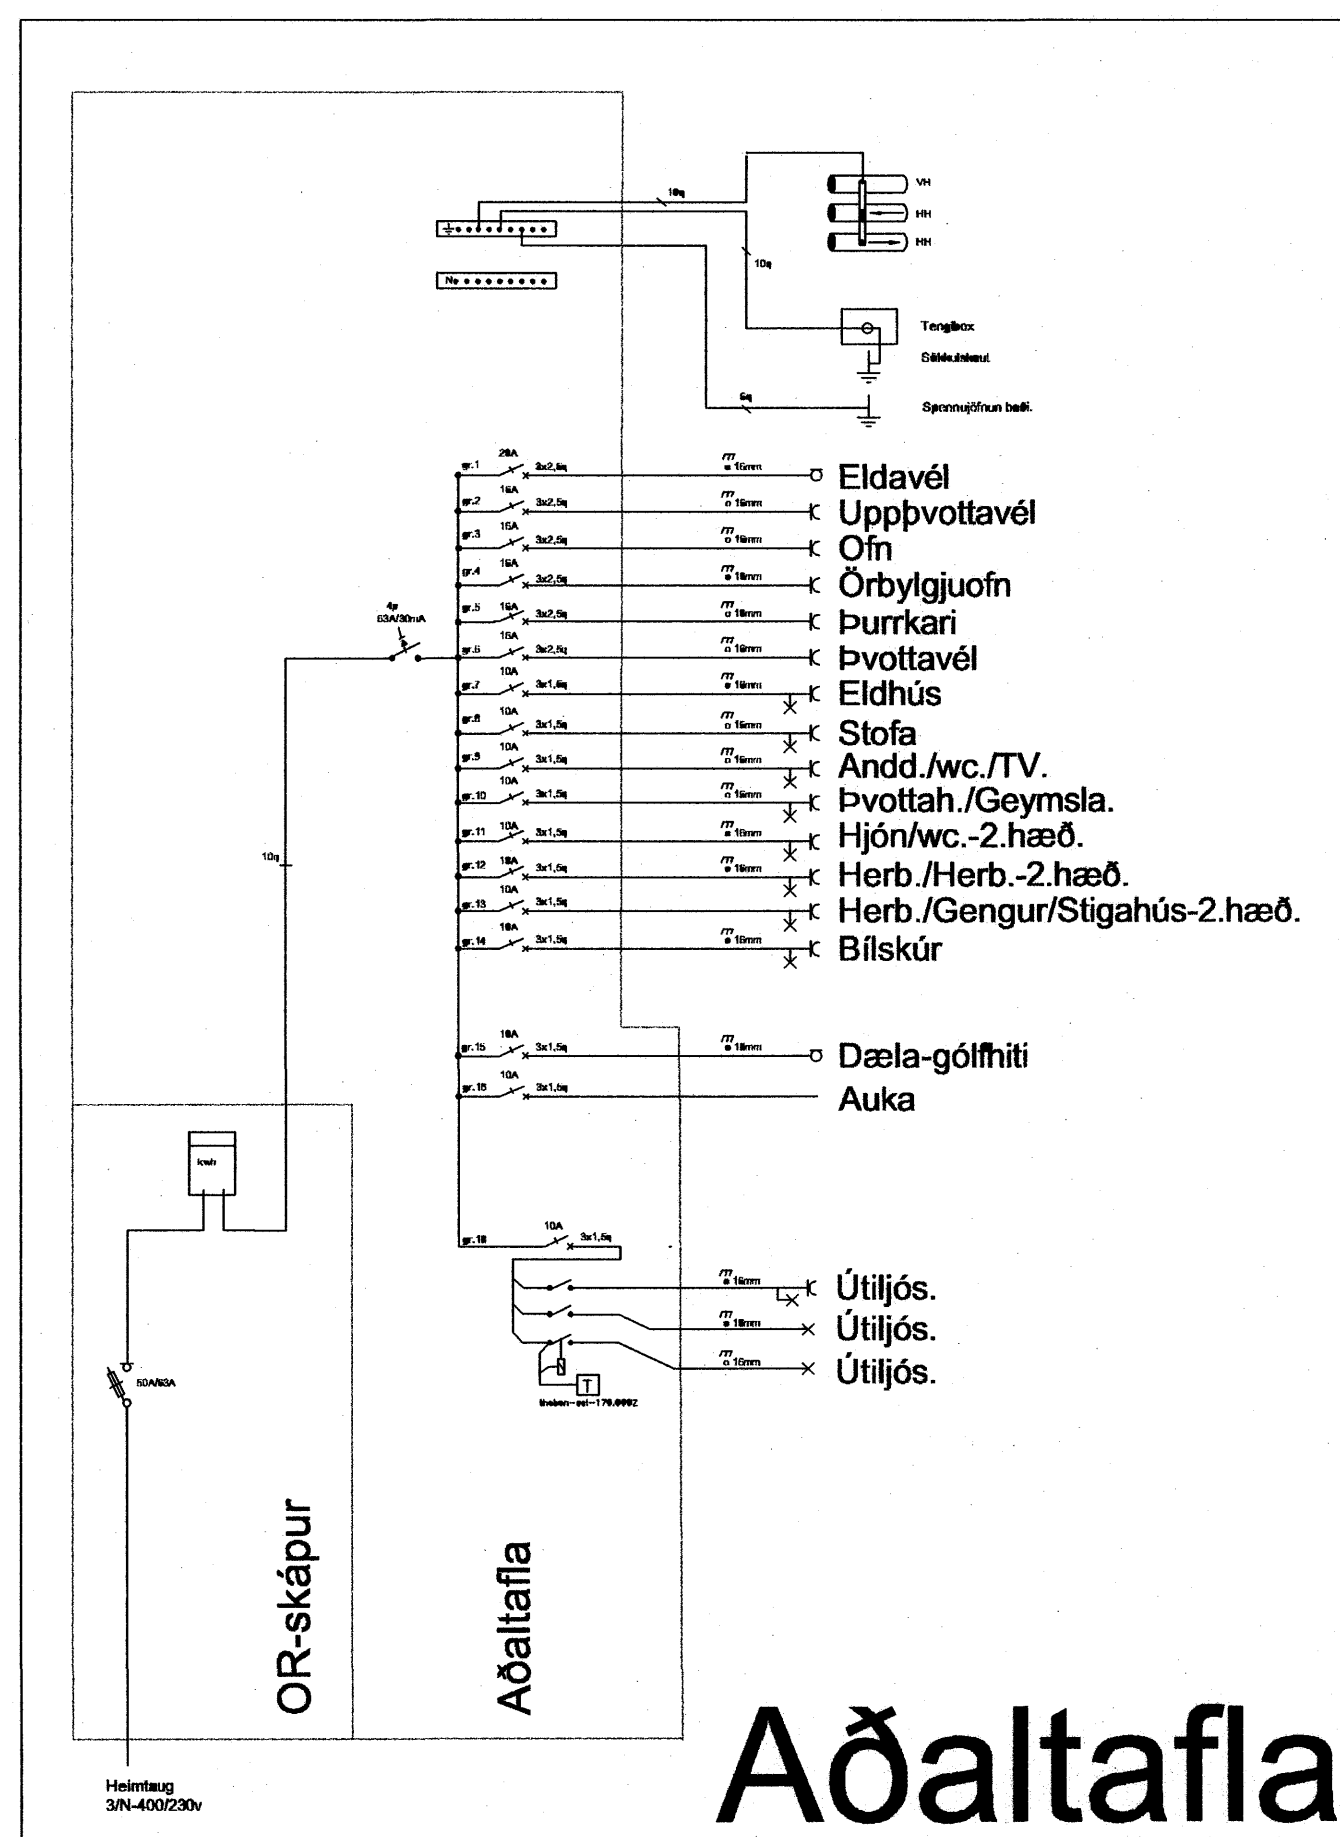 10q
VH
HH
HH
10q
N
Tengibox
Sökkulskaut
6q
Spennujöfnun baði.
gr.1 20A 3x2,5q 16mm Eldavél
gr.2 16A 3x2,5q 16mm Uppþvottavél
gr.3 16A 3x2,5q 16mm Ofn
gr.4 16A 3x2,5q 16mm Örbylgjuofn
gr.5 16A 3x2,5q 16mm Þurrkari
4p
63A/30mA
gr.6 16A 3x2,5q 16mm Þvottavél
gr.7 10A 3x1,5q 16mm Eldhús
gr.8 10A 3x1,5q 16mm Stofa
gr.9 10A 3x1,5q 16mm Andd./wc./TV.
gr.10 10A 3x1,5q 16mm Þvottah./Geymsla.
gr.11 10A 3x1,5q 16mm Hjón/wc.-2.hæð.
10q
gr.12 10A 3x1,5q 16mm Herb./Herb.-2.hæð.
gr.13 10A 3x1,5q Herb./Gengur/Stigahús-2.hæð.
gr.14 10A 3x1,5q 16mm Bílskúr
gr.15 10A 3x1,5q 16mm Dæla-gólfhiti
gr.16 10A 3x1,5q Auka
kwh
10A 3x1,5q
16mm Útiljós.
16mm Útiljós.
16mm Útiljós.
50A/63A
T
OR-skápur
Aðaltafla
Heimtaug
3/N-400/230v
Aðaltafla